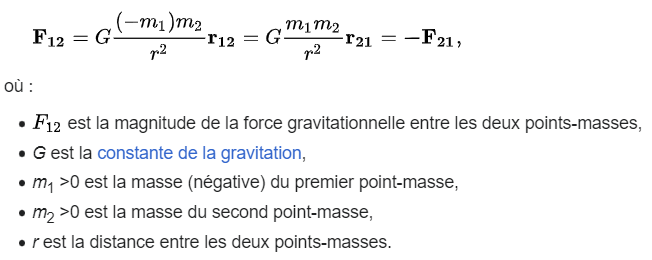 F₁₂ = G (−m₁)m₂ / r² r₁₂ = G m₁m₂ / r² r₂₁ = −F₂₁,
où :
• F₁₂ est la magnitude de la force gravitationnelle entre les deux points-masses,
• G est la constante de la gravitation,
• m₁ >0 est la masse (négative) du premier point-masse,
• m₂ >0 est la masse du second point-masse,
• r est la distance entre les deux points-masses.